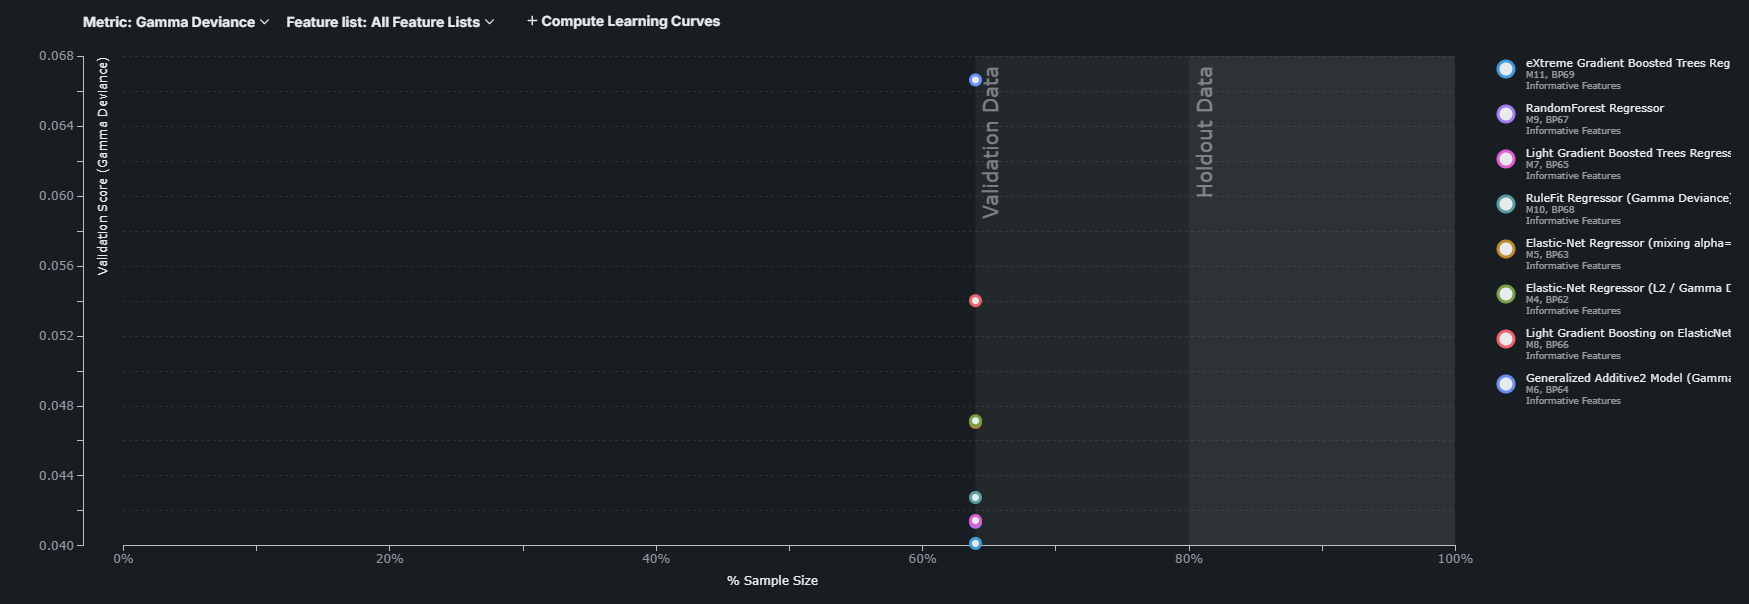 Metric: Gamma Deviance Feature list: All Feature Lists + Compute Learning Curves
Validation Score (Gamma Deviance)
0.068
0.064
0.060
0.056
0.052
0.048
0.044
0.040
0% 20% 40% 60% 80% 100%
% Sample Size
Validation Data
Holdout Data
eXtreme Gradient Boosted Trees Reg
M11, BP69
Informative Features
RandomForest Regressor
M9, BP67
Informative Features
Light Gradient Boosted Trees Regress
M7, BP65
Informative Features
RuleFit Regressor (Gamma Deviance)
M10, BP68
Informative Features
Elastic-Net Regressor (mixing alpha=
M5, BP63
Informative Features
Elastic-Net Regressor (L2 / Gamma D
M4, BP62
Informative Features
Light Gradient Boosting on ElasticNet
M8, BP66
Informative Features
Generalized Additive2 Model (Gamma
M6, BP64
Informative Features